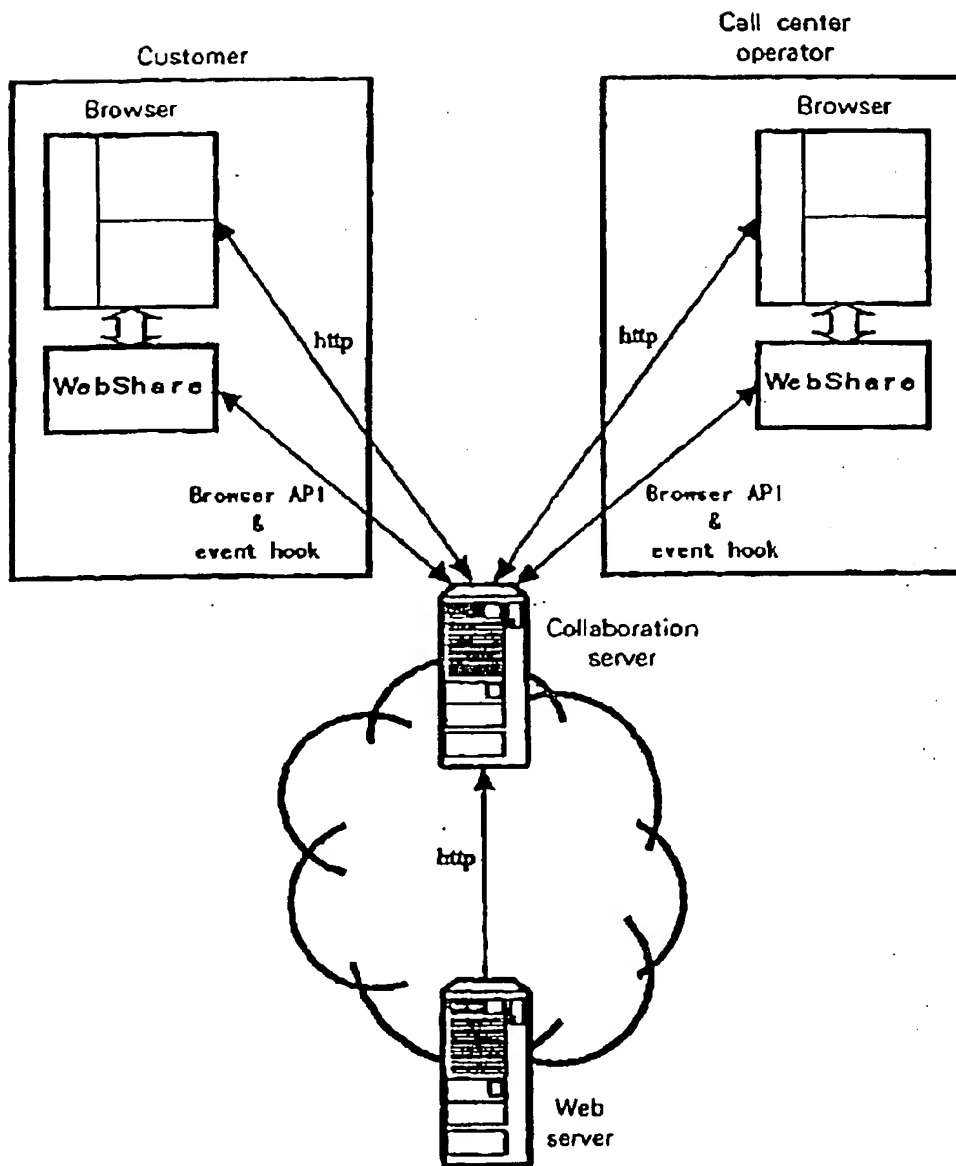 Customer
Call center
operator
Browser
Browser
http
http
WebShare
WebShare
Browser API
&
event hook
Browser API
&
event hook
Collaboration
server
http
Web
server